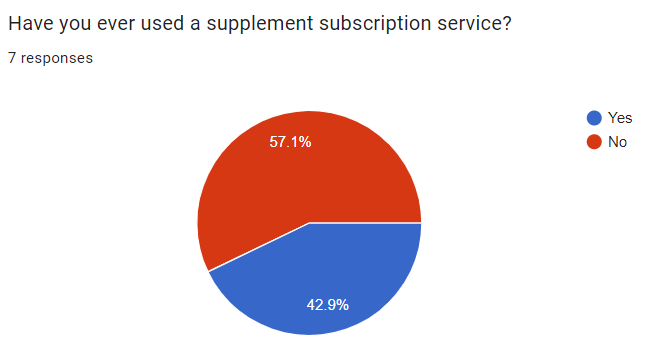 Have you ever used a supplement subscription service?
7 responses
Yes
No
57.1%
42.9%